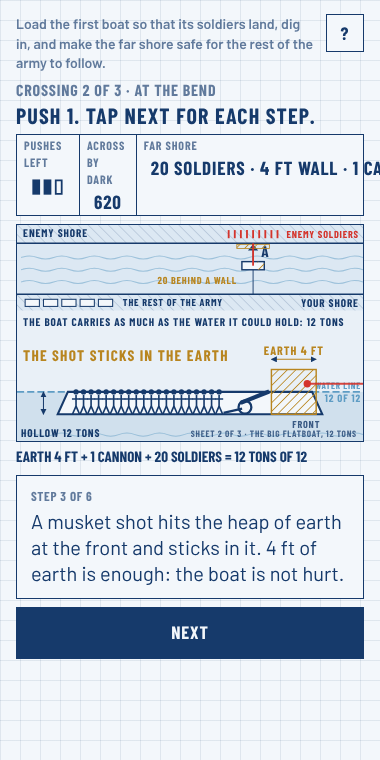 Load the first boat so that its soldiers land, dig
in, and make the far shore safe for the rest of the
army to follow.
?
CROSSING 2 OF 3 · AT THE BEND
PUSH 1. TAP NEXT FOR EACH STEP.
PUSHES
LEFT
ACROSS
BY
DARK
620
FAR SHORE
20 SOLDIERS · 4 FT WALL · 1 CA
ENEMY SHORE
ENEMY SOLDIERS
A
20 BEHIND A WALL
THE REST OF THE ARMY
YOUR SHORE
THE BOAT CARRIES AS MUCH AS THE WATER IT COULD HOLD: 12 TONS
THE SHOT STICKS IN THE EARTH
EARTH 4 FT
WATER LINE
12 OF 12
FRONT
HOLLOW 12 TONS
SHEET 2 OF 3 · THE BIG FLATBOAT, 12 TONS
EARTH 4 FT + 1 CANNON + 20 SOLDIERS = 12 TONS OF 12
STEP 3 OF 6
A musket shot hits the heap of earth
at the front and sticks in it. 4 ft of
earth is enough: the boat is not hurt.
NEXT